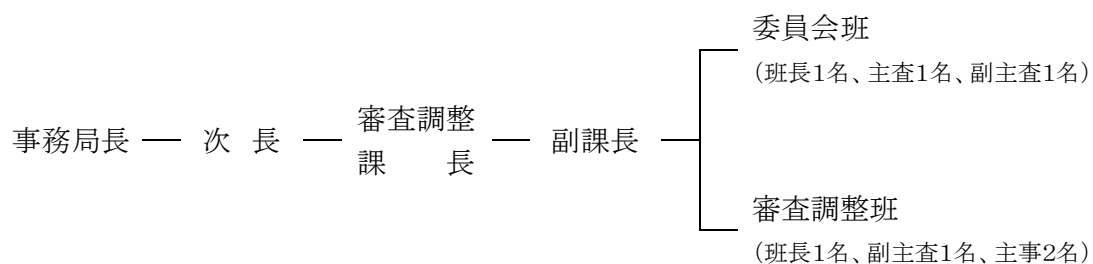 委員会班
（班長1名、主査1名、副主査1名）
事務局長 次 長 審査調整
課 長 副課長
審査調整班
（班長1名、副主査1名、主事2名）